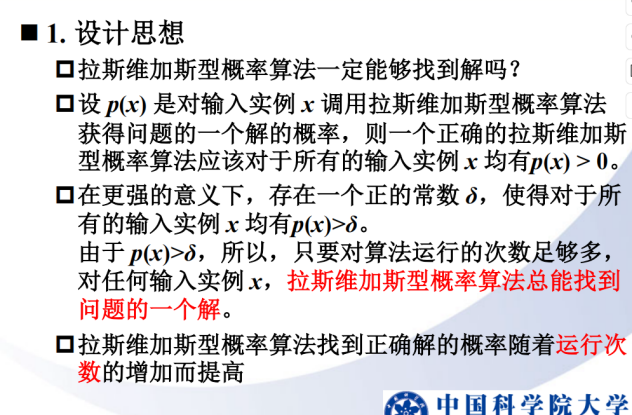 ■ 1. 设计思想
拉斯维加斯型概率算法一定能够找到解吗？
设 p(x) 是对输入实例 x 调用拉斯维加斯型概率算法
获得问题的一个解的概率，则一个正确的拉斯维加斯
型概率算法应该对于所有的输入实例 x 均有p(x) > 0。
在更强的意义下，存在一个正的常数 δ，使得对于所
有的输入实例 x 均有p(x)>δ。
由于 p(x)>δ，所以，只要对算法运行的次数足够多，
对任何输入实例 x，拉斯维加斯型概率算法总能找到
问题的一个解。
拉斯维加斯型概率算法找到正确解的概率随着运行次
数的增加而提高
中国科学院大学